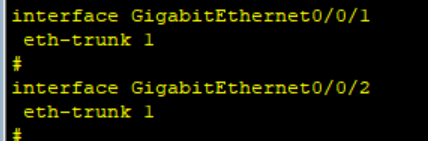 interface GigabitEthernet0/0/1
 eth-trunk 1
#
interface GigabitEthernet0/0/2
 eth-trunk 1
#